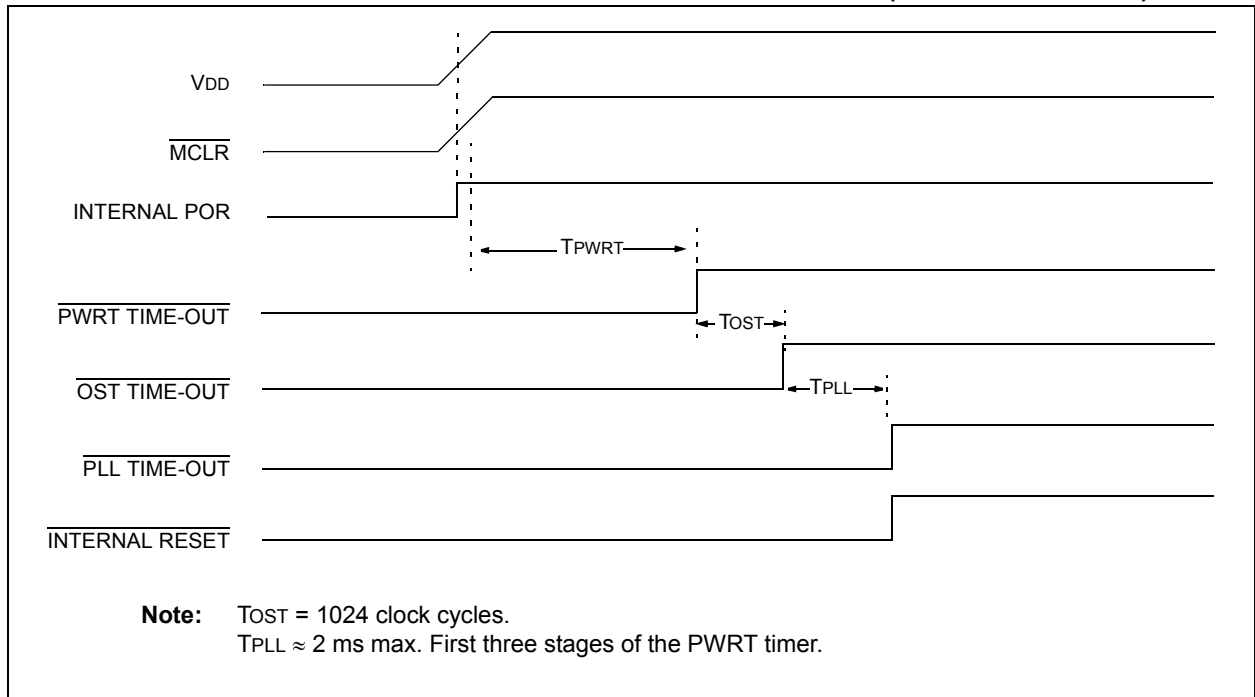 VDD
MCLR
INTERNAL POR
TPWRT
PWRT TIME-OUT
TOST
OST TIME-OUT
TPLL
PLL TIME-OUT
INTERNAL RESET
Note: TOST = 1024 clock cycles.
TPLL ≈ 2 ms max. First three stages of the PWRT timer.